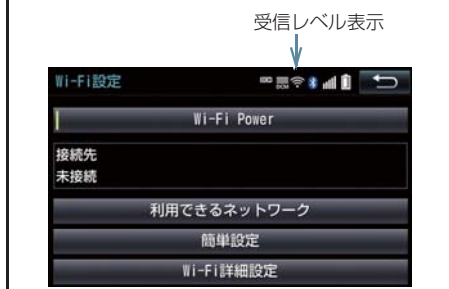 受信レベル表示
Wi-Fi設定
Wi-Fi Power
接続先
未接続
利用できるネットワーク
簡単設定
Wi-Fi詳細設定